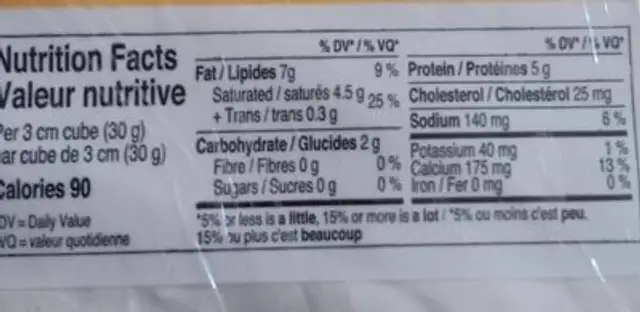 Nutrition Facts
Valeur nutritive
Per 3 cm cube (30 g)
par cube de 3 cm (30 g)
Calories 90
DV = Daily Value
VQ = valeur quotidienne
% DV* / % VQ*
Fat / Lipides 7g 9 %
Saturated / saturés 4.5 g 25 %
+ Trans / trans 0.3 g
Carbohydrate / Glucides 2 g
Fibre / Fibres 0 g 0 %
Sugars / Sucres 0 g 0 %
% DV* / % VQ*
Protein / Protéines 5 g
Cholesterol / Cholestérol 25 mg
Sodium 140 mg 6 %
Potassium 40 mg 1 %
Calcium 175 mg 13 %
Iron / Fer 0 mg 0 %
*5% or less is a little, 15% or more is a lot / *5% ou moins c'est peu,
15% ou plus c'est beaucoup